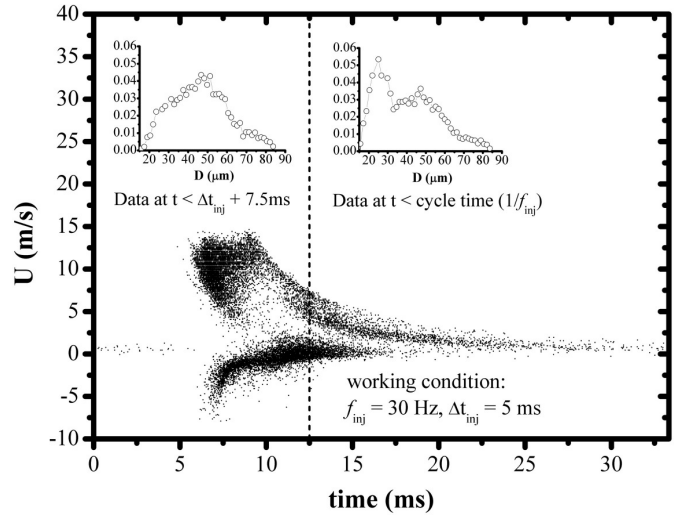 40
35
30
25
20
15
10
5
0
-5
-10
U (m/s)
0.06
0.05
0.04
0.03
0.02
0.01
0.00
20 30 40 50 60 70 80 90
D (μm)
Data at t < Δt_inj + 7.5ms
0.06
0.05
0.04
0.03
0.02
0.01
0.00
20 30 40 50 60 70 80 90
D (μm)
Data at t < cycle time (1/f_inj)
working condition:
f_inj = 30 Hz, Δt_inj = 5 ms
0 5 10 15 20 25 30
time (ms)